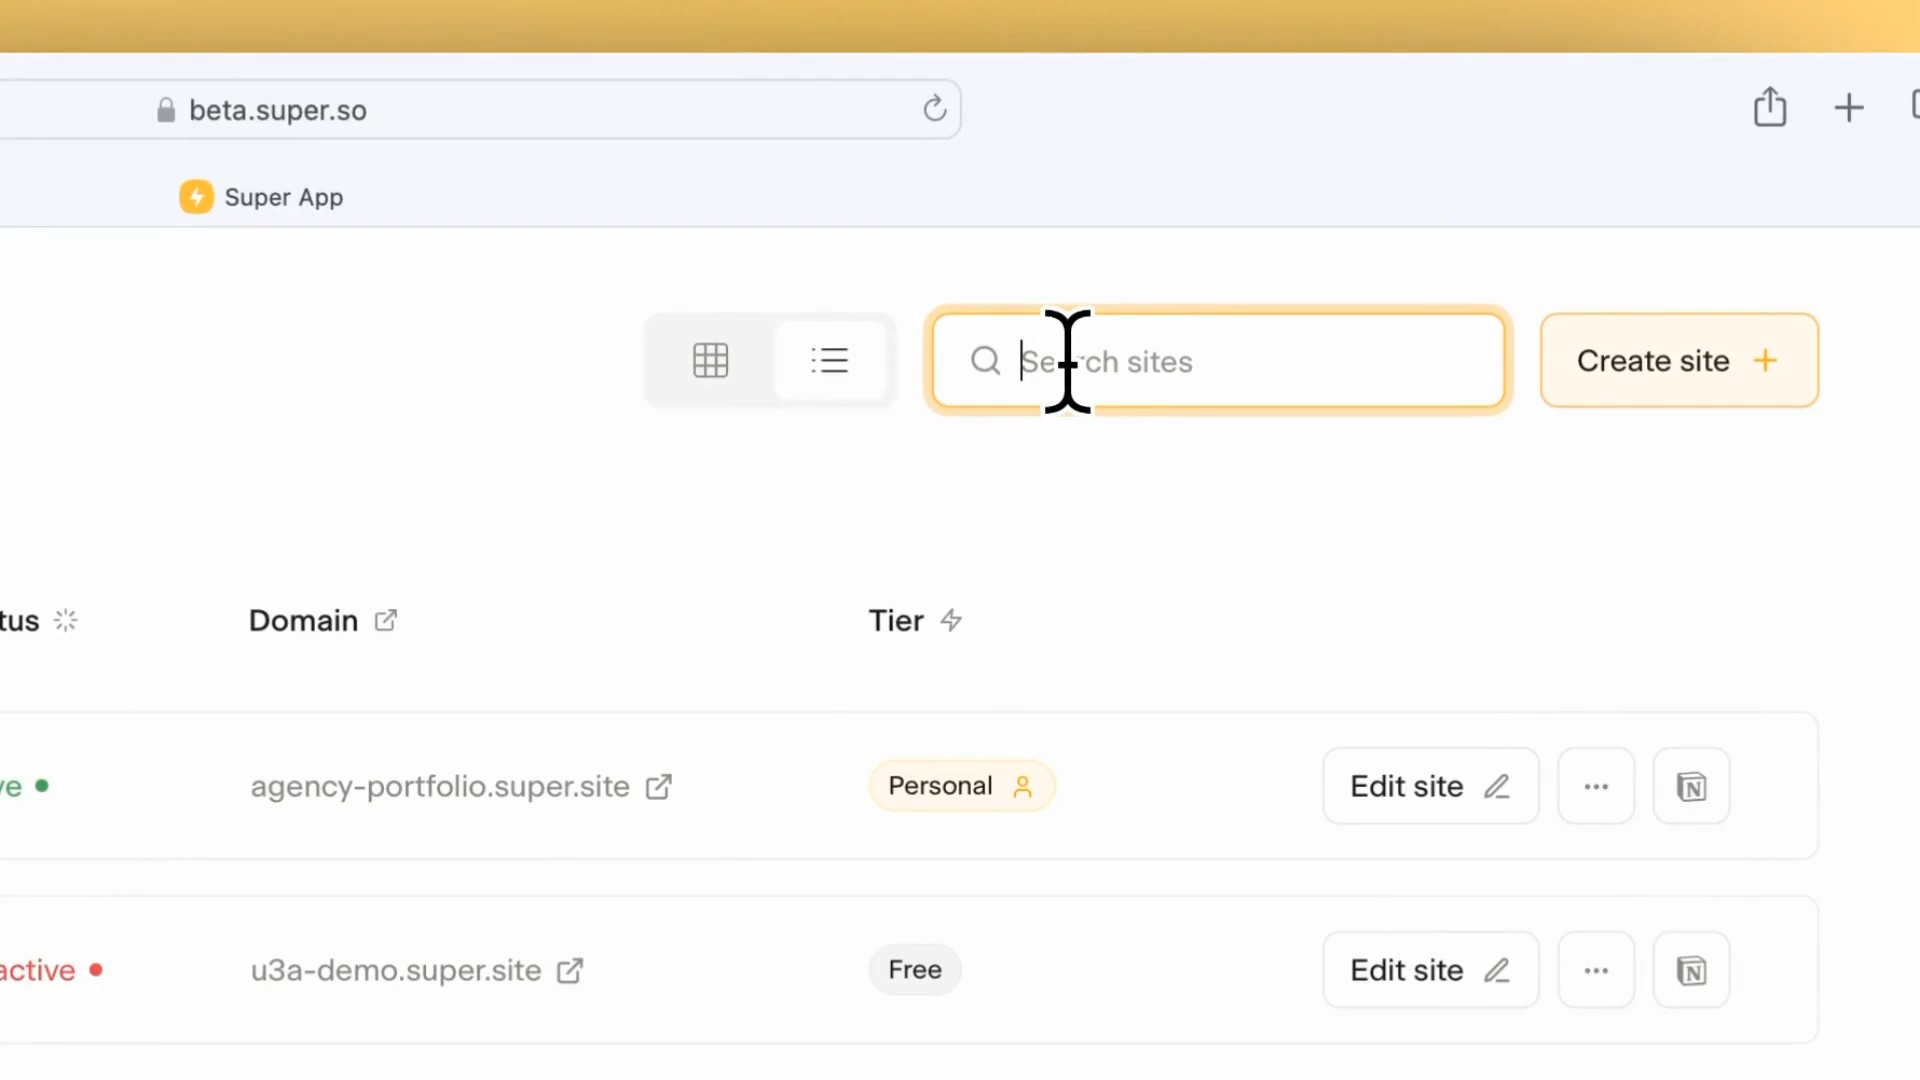 beta.super.so
Super App
Search sites
Create site +
tus
Domain
Tier
ve
agency-portfolio.super.site
Personal
Edit site
active
u3a-demo.super.site
Free
Edit site